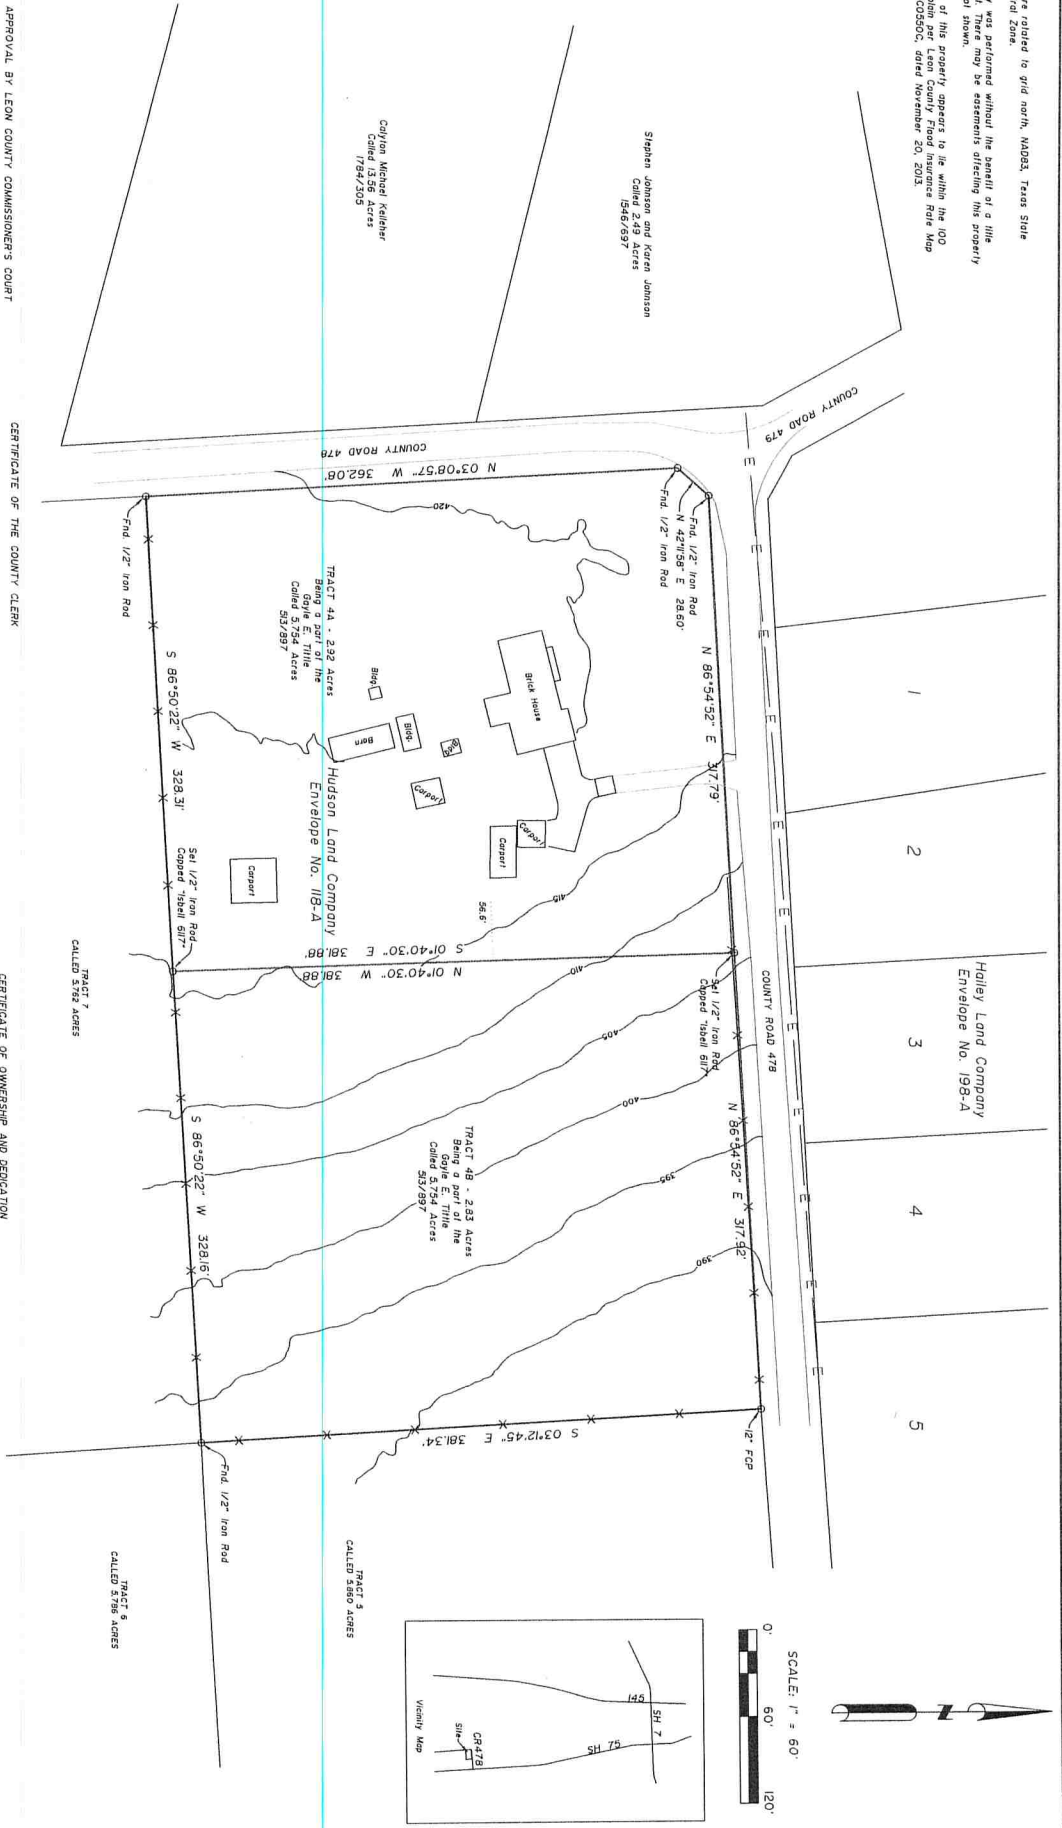 re rotated to grid north, NAD83, Texas State
ral Zone.
y was performed without the benefit of a title
t. There may be easements affecting this property
ot shown.
of this property appears to lie within the 100
plain per Leon County Flood Insurance Rate Map
C0550C, dated November 20, 2013.
Stephen Johnson and Karen Johnson
Called 2.49 Acres
1546/697
Calyton Michael Kelleher
Called 13.56 Acres
1784/305
COUNTY ROAD 479
COUNTY ROAD 478
N 03°08'57" W 362.08'
Fnd. 1/2" Iron Rod
N 42°11'58" E 28.60'
Fnd. 1/2" Iron Rod
N 86°54'52" E 317.79'
E E E E E E E E E E E E
1
2
3
4
5
Hailey Land Company
Envelope No. 198-A
COUNTY ROAD 478
Set 1/2" Iron Rod
Capped "Isbell 6117"
N 86°54'52" E 317.92'
12" FCP
420
415
410
405
400
395
390
TRACT 4A - 2.92 Acres
Being a part of the
Gayle E. Tittle
Called 5.754 Acres
513/897
Brick House
Bldg.
Bldg.
Bldg.
Barn
Carport
Carport
Carport
Carport
56.6'
Hudson Land Company
Envelope No. 118-A
S 01°40'30" E 381.88'
N 01°40'30" W 381.88'
TRACT 4B - 2.83 Acres
Being a part of the
Gayle E. Tittle
Called 5.754 Acres
513/897
S 03°12'45" E 381.34'
Fnd. 1/2" Iron Rod
S 86°50'22" W 328.31'
Set 1/2" Iron Rod
Capped "Isbell 6117"
S 86°50'22" W 328.16'
Fnd. 1/2" Iron Rod
TRACT 7
CALLED 5.762 ACRES
TRACT 5
CALLED 5.860 ACRES
TRACT 6
CALLED 5.786 ACRES
N
SCALE: 1" = 60'
0' 60' 120'
145
SH 7
SH 75
CR478
Site
Vicinity Map
APPROVAL BY LEON COUNTY COMMISSIONER'S COURT
CERTIFICATE OF THE COUNTY CLERK
CERTIFICATE OF OWNERSHIP AND DEDICATION